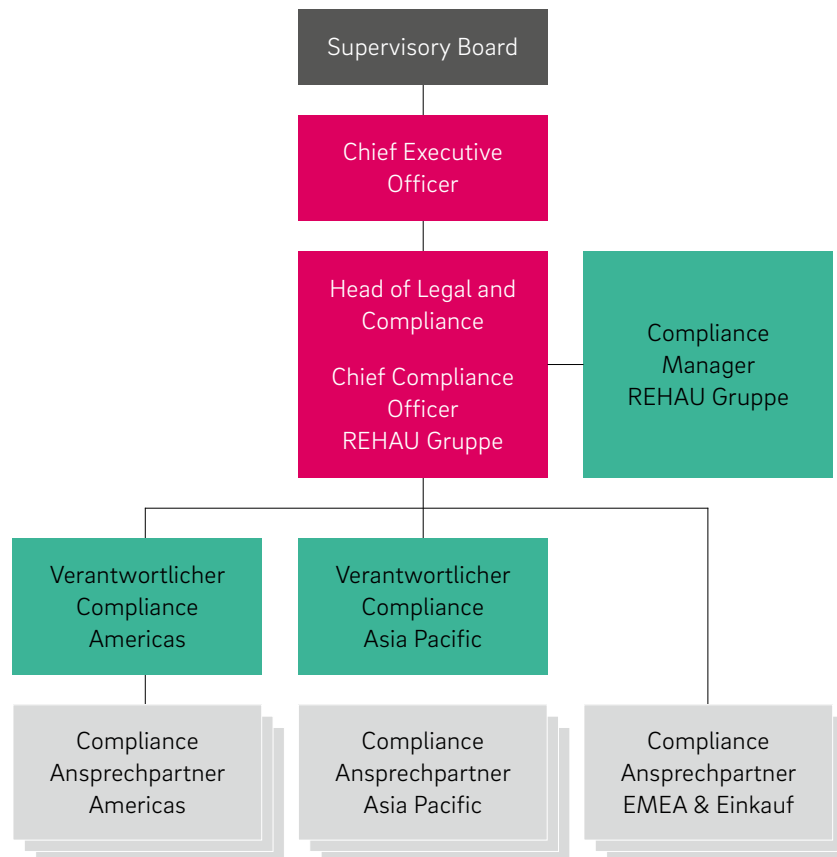 Supervisory Board
Chief Executive
Officer
Head of Legal and
Compliance
Chief Compliance
Officer
REHAU Gruppe
Compliance
Manager
REHAU Gruppe
Verantwortlicher
Compliance
Americas
Verantwortlicher
Compliance
Asia Pacific
Compliance
Ansprechpartner
Americas
Compliance
Ansprechpartner
Asia Pacific
Compliance
Ansprechpartner
EMEA & Einkauf